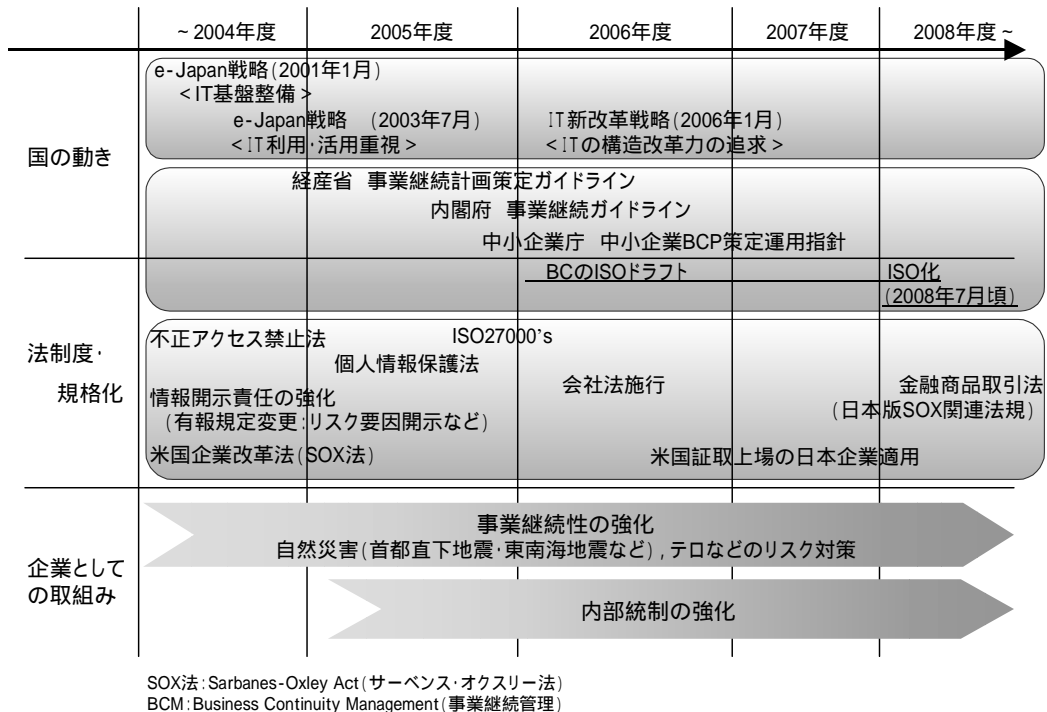 ~2004年度 2005年度 2006年度 2007年度 2008年度~
国の動き
e-Japan戦略(2001年1月)
<IT基盤整備>
e-Japan戦略 (2003年7月)
<IT利用・活用重視>
IT新改革戦略(2006年1月)
<ITの構造改革力の追求>
経産省 事業継続計画策定ガイドライン
内閣府 事業継続ガイドライン
中小企業庁 中小企業BCP策定運用指針
BCのISOドラフト
ISO化
(2008年7月頃)
法制度・
規格化
不正アクセス禁止法
ISO27000's
個人情報保護法
会社法施行
情報開示責任の強化
(有報規定変更:リスク要因開示など)
金融商品取引法
(日本版SOX関連法規)
米国企業改革法(SOX法)
米国証取上場の日本企業適用
企業として
の取組み
事業継続性の強化
自然災害(首都直下地震・東南海地震など),テロなどのリスク対策
内部統制の強化
SOX法:Sarbanes-Oxley Act(サーベンス・オクスリー法)
BCM:Business Continuity Management(事業継続管理)